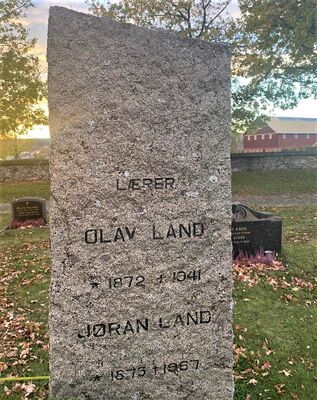 LÆRER
OLAV LAND
* 1872 + 1941
JØRAN LAND
* 1875 + 1967